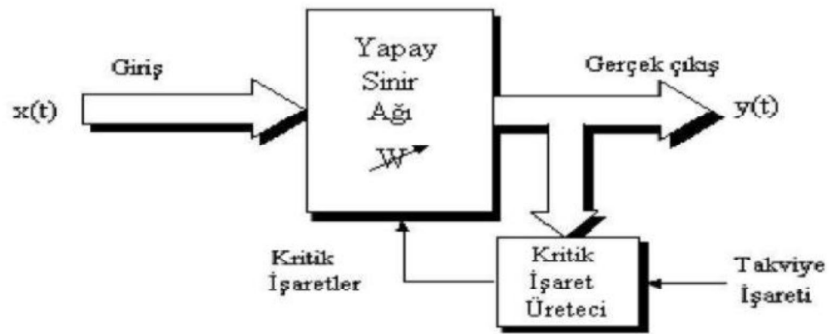 Giriş
x(t)
Yapay
Sinir
Ağı
W
Gerçek çıkış
y(t)
Kritik
İşaretler
Kritik
İşaret
Üreteci
Takviye
İşareti